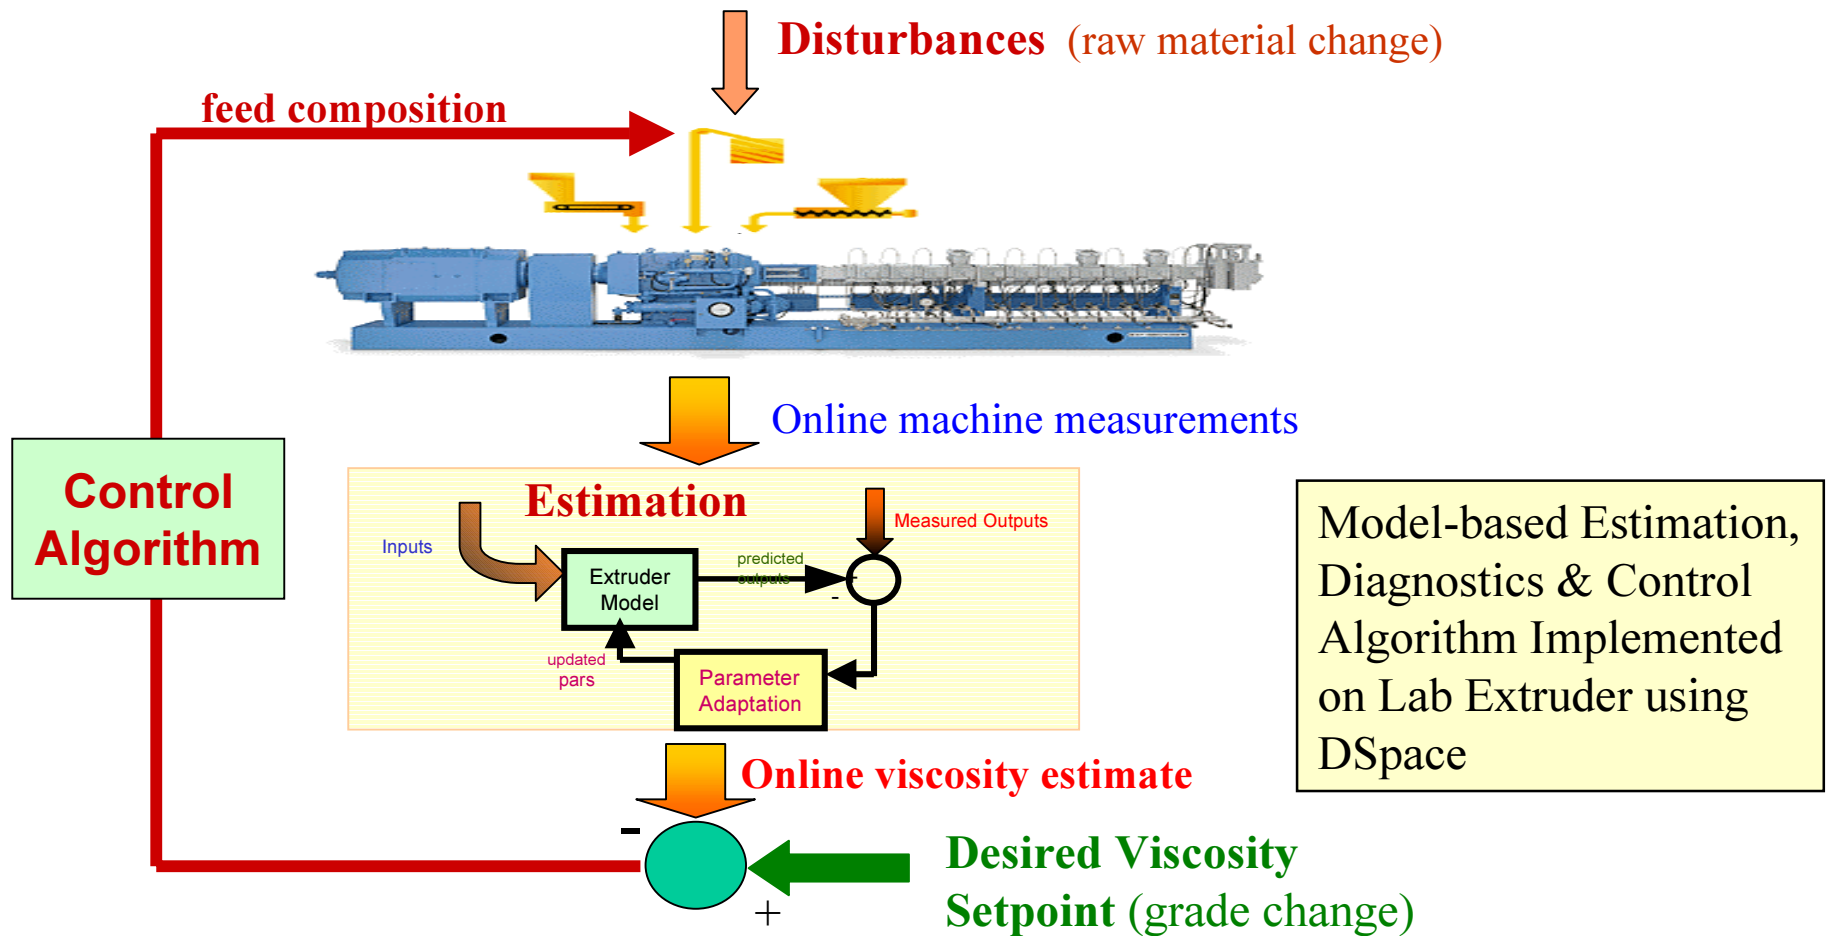 Disturbances (raw material change)
feed composition
Online machine measurements
Control
Algorithm
Estimation
Measured Outputs
Inputs
predicted
outputs
+
-
Extruder
Model
updated
pars
Parameter
Adaptation
Model-based Estimation,
Diagnostics & Control
Algorithm Implemented
on Lab Extruder using
DSpace
Online viscosity estimate
-
+
Desired Viscosity
Setpoint (grade change)